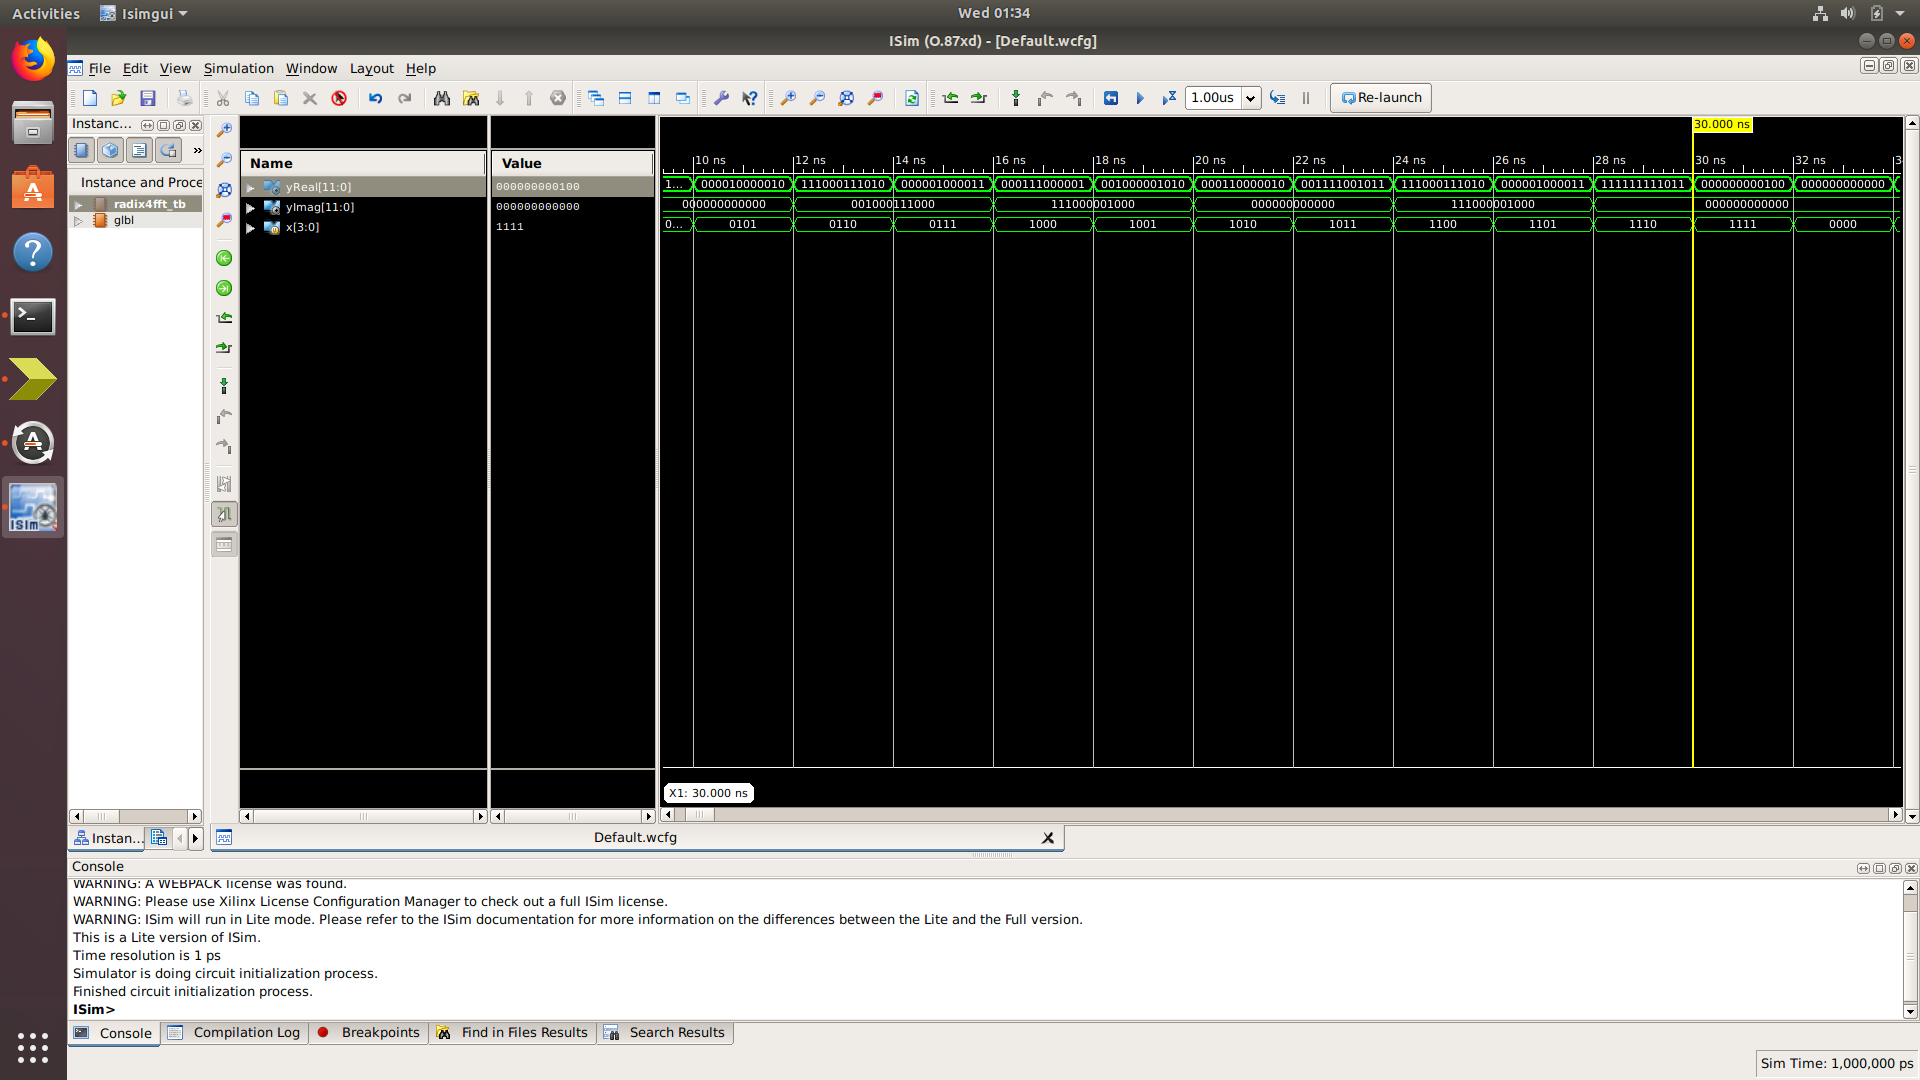 Activities Isimgui Wed 01:34
ISim (O.87xd) - [Default.wcfg]
File Edit View Simulation Window Layout Help
1.00us Re-launch
Instanc... »
Instance and Proce
radix4fft_tb
glbl
Name Value
yReal[11:0] 000000000100
yImag[11:0] 000000000000
x[3:0] 1111
30.000 ns
10 ns 12 ns 14 ns 16 ns 18 ns 20 ns 22 ns 24 ns 26 ns 28 ns 30 ns 32 ns 3
1... 000010000010 111000111010 000001000011 000111000001 001000001010 000110000010 001111001011 111000111010 000001000011 111111111011 000000000100 000000000000
000000000000 001000111000 111000001000 000000000000 111000001000 000000000000
0... 0101 0110 0111 1000 1001 1010 1011 1100 1101 1110 1111 0000
X1: 30.000 ns
Instan...
Default.wcfg
Console
WARNING: A WEBPACK license was found.
WARNING: Please use Xilinx License Configuration Manager to check out a full ISim license.
WARNING: ISim will run in Lite mode. Please refer to the ISim documentation for more information on the differences between the Lite and the Full version.
This is a Lite version of ISim.
Time resolution is 1 ps
Simulator is doing circuit initialization process.
Finished circuit initialization process.
ISim>
Console Compilation Log Breakpoints Find in Files Results Search Results
Sim Time: 1,000,000 ps
ISim